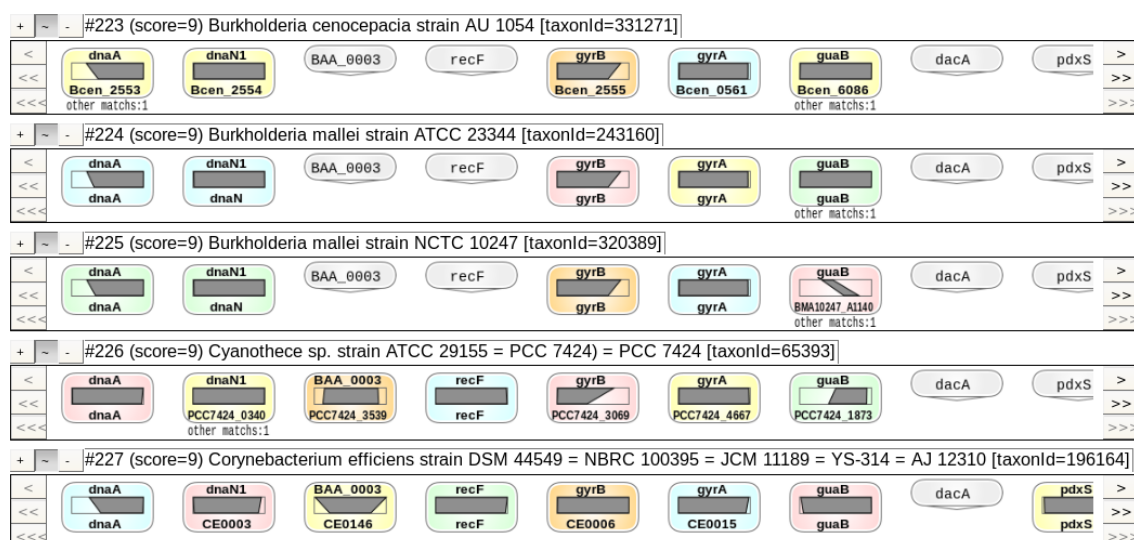 + ~ - #223 (score=9) Burkholderia cenocepacia strain AU 1054 [taxonId=331271]
< dnaA dnaN1 BAA_0003 recF gyrB gyrA guaB dacA pdxS >
<< >>
Bcen_2553 Bcen_2554 Bcen_2555 Bcen_0561 Bcen_6086
<<< other matchs:1 other matchs:1 >>>
+ ~ - #224 (score=9) Burkholderia mallei strain ATCC 23344 [taxonId=243160]
< dnaA dnaN1 BAA_0003 recF gyrB gyrA guaB dacA pdxS >
<< >>
dnaA dnaN gyrB gyrA guaB
<<< other matchs:1 >>>
+ ~ - #225 (score=9) Burkholderia mallei strain NCTC 10247 [taxonId=320389]
< dnaA dnaN1 BAA_0003 recF gyrB gyrA guaB dacA pdxS >
<< >>
dnaA dnaN gyrB gyrA BMA10247_A1140
<<< other matchs:1 >>>
+ ~ - #226 (score=9) Cyanothece sp. strain ATCC 29155 = PCC 7424) = PCC 7424 [taxonId=65393]
< dnaA dnaN1 BAA_0003 recF gyrB gyrA guaB dacA pdxS >
<< >>
dnaA PCC7424_0340 PCC7424_3539 recF PCC7424_3069 PCC7424_4667 PCC7424_1873
<<< other matchs:1 >>>
+ ~ - #227 (score=9) Corynebacterium efficiens strain DSM 44549 = NBRC 100395 = JCM 11189 = YS-314 = AJ 12310 [taxonId=196164]
< dnaA dnaN1 BAA_0003 recF gyrB gyrA guaB dacA pdxS >
<< >>
dnaA CE0003 CE0146 recF CE0006 CE0015 guaB pdxS
<<< >>>